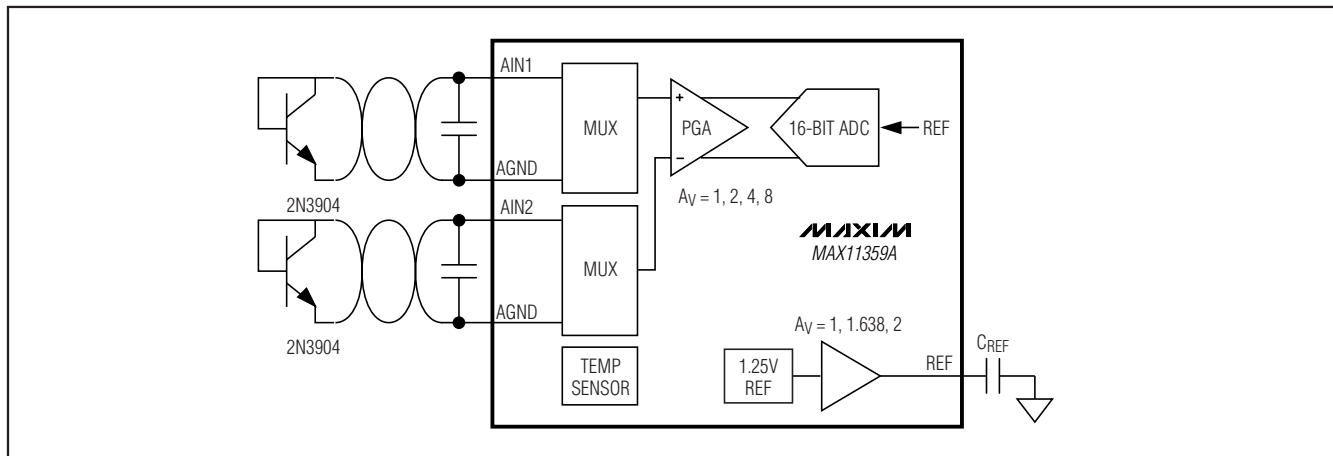 AIN1
MUX
+
PGA
−
16-BIT ADC
REF
AGND
2N3904
AV = 1, 2, 4, 8
AIN2
MUX
MAXIM
MAX11359A
AGND
2N3904
TEMP
SENSOR
AV = 1, 1.638, 2
1.25V
REF
REF
CREF